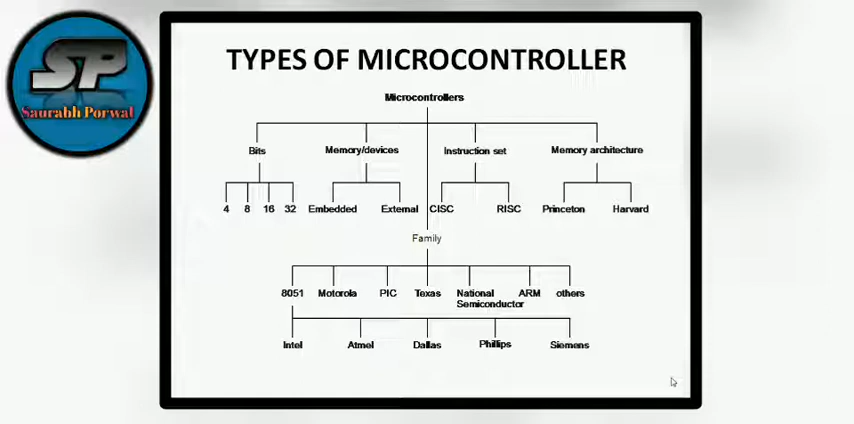 SP
Saurabh Porwal
TYPES OF MICROCONTROLLER
Microcontrollers
Bits Memory/devices Instruction set Memory architecture
4 8 16 32 Embedded External CISC RISC Princeton Harvard
Family
8051 Motorola PIC Texas National ARM others
Semiconductor
Intel Atmel Dallas Phillips Siemens